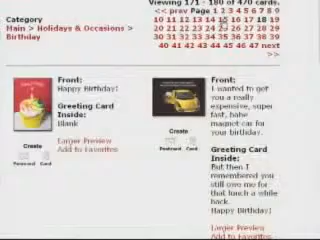 Viewing 171 - 180 of 470 cards.
<< prev Page 1 2 3 4 5 6 7 8 9
10 11 12 13 14 15 16 17 18 19
20 21 22 23 24 25 26 27 28 29
30 31 32 33 34 35 36 37 38 39
40 41 42 43 44 45 46 47 next
>>
Category
Main > Holidays & Occasions >
Birthday
Front:
Happy Birthday!
Greeting Card
Inside:
Blank
Larger Preview
Add to Favorites
Create
Postcard Card
Front:
I wanted to get
you a really
expensive, super
fast, babe
magnet car for
your birthday.
Greeting Card
Inside:
But then I
remembered you
still owe me for
that lunch a while
back.
Happy Birthday!
Larger Preview
Add to Favorites
Create
Postcard Card